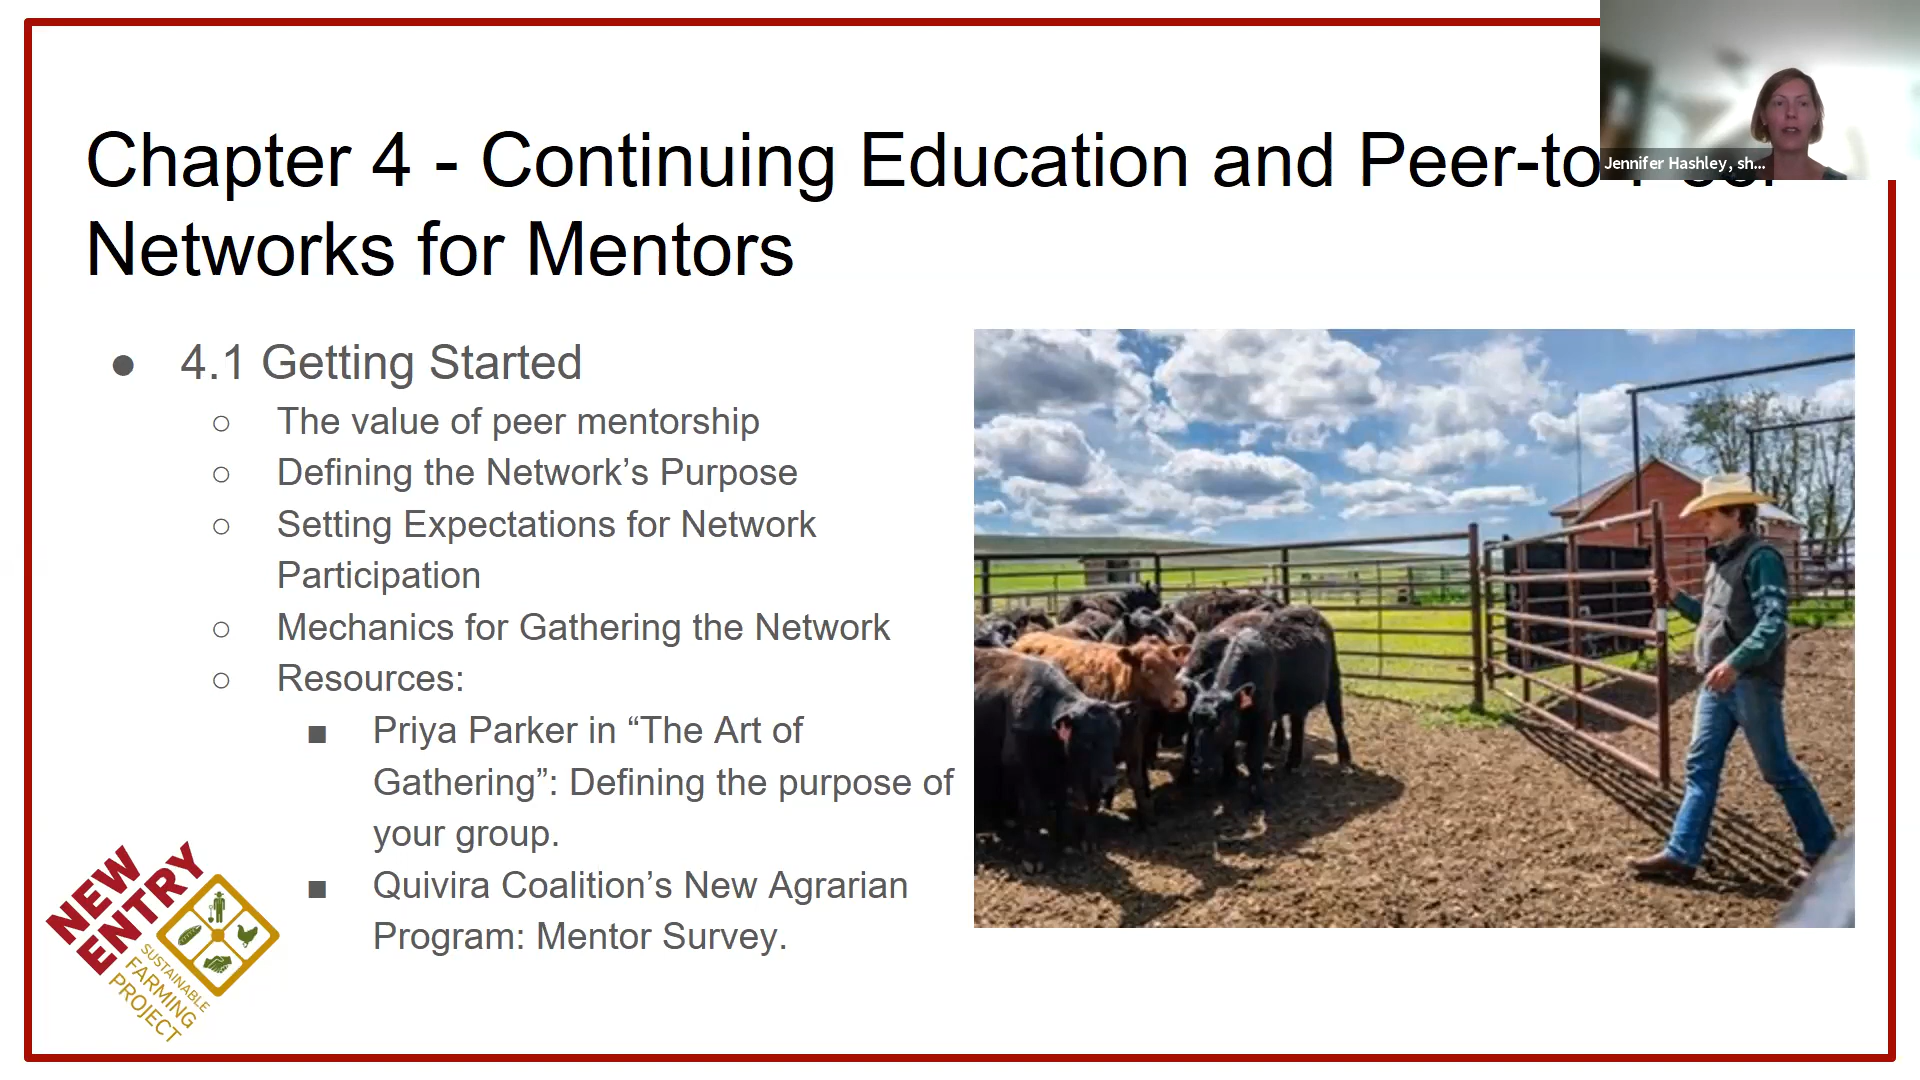 Chapter 4 - Continuing Education and Peer-to
Networks for Mentors
Jennifer Hashley, sh...
● 4.1 Getting Started
○ The value of peer mentorship
○ Defining the Network’s Purpose
○ Setting Expectations for Network
Participation
○ Mechanics for Gathering the Network
○ Resources:
■ Priya Parker in “The Art of
Gathering”: Defining the purpose of
your group.
■ Quivira Coalition’s New Agrarian
Program: Mentor Survey.
NEW
ENTRY
SUSTAINABLE
FARMING
PROJECT